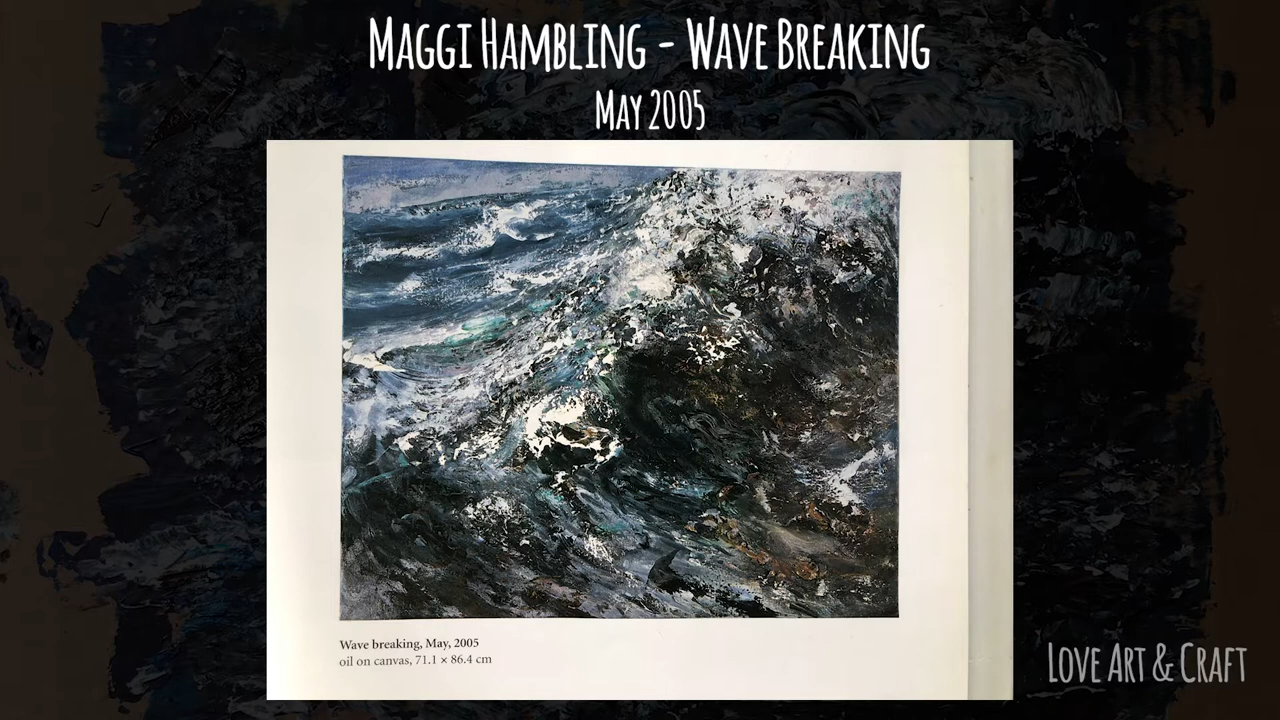 Maggi Hambling - Wave Breaking
May 2005
Wave breaking, May, 2005
oil on canvas, 71.1 × 86.4 cm
Love Art & Craft